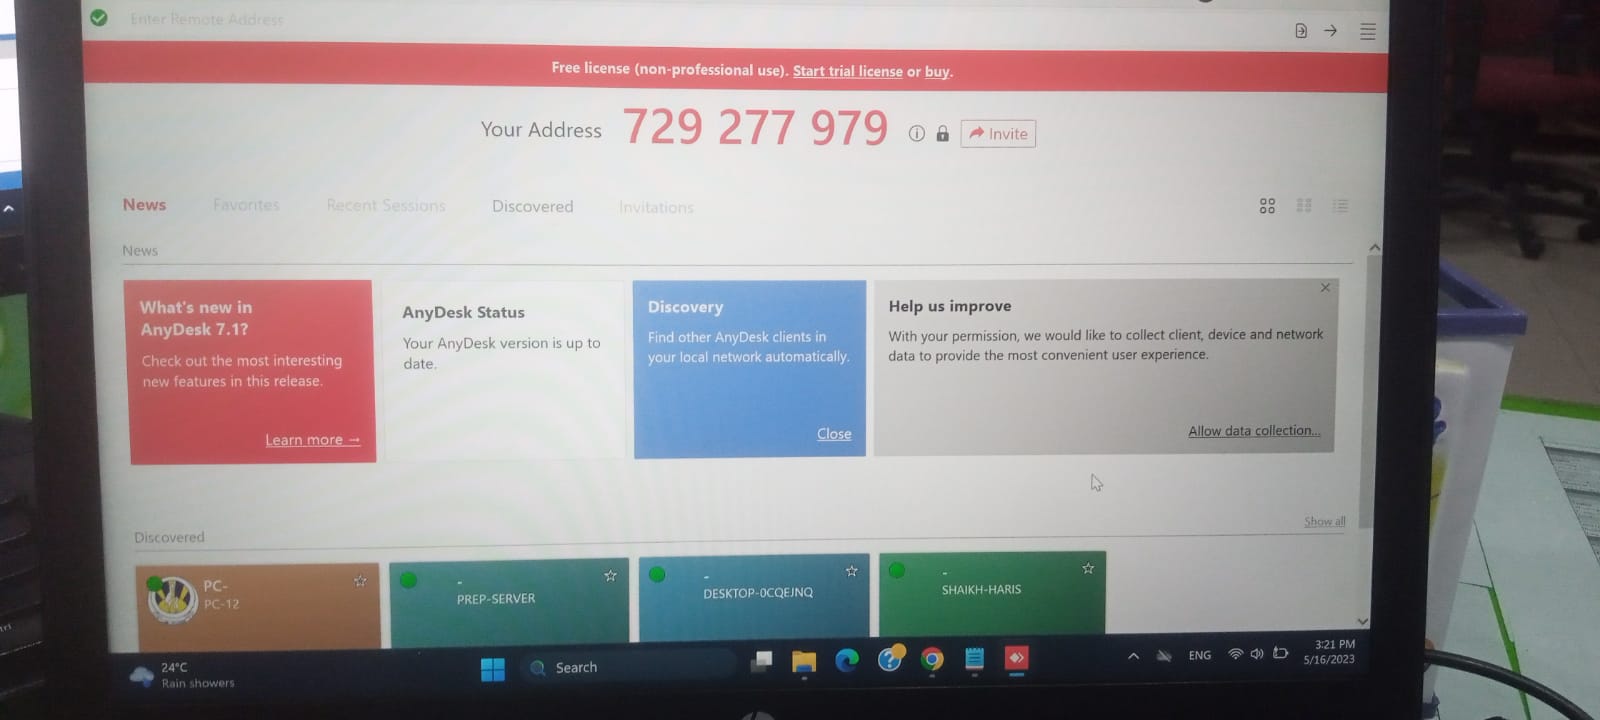 Enter Remote Address
Free license (non-professional use). Start trial license or buy.
Your Address 729 277 979 Invite
News Favorites Recent Sessions Discovered Invitations
News
What's new in
AnyDesk 7.1?
Check out the most interesting
new features in this release.
Learn more →
AnyDesk Status
Your AnyDesk version is up to
date.
Discovery
Find other AnyDesk clients in
your local network automatically.
Close
Help us improve
With your permission, we would like to collect client, device and network
data to provide the most convenient user experience.
Allow data collection...
Show all
Discovered
PC-
PC-12
-
PREP-SERVER
-
DESKTOP-0CQEJNQ
-
SHAIKH-HARIS
24°C
Rain showers
Search
ENG
3:21 PM
5/16/2023